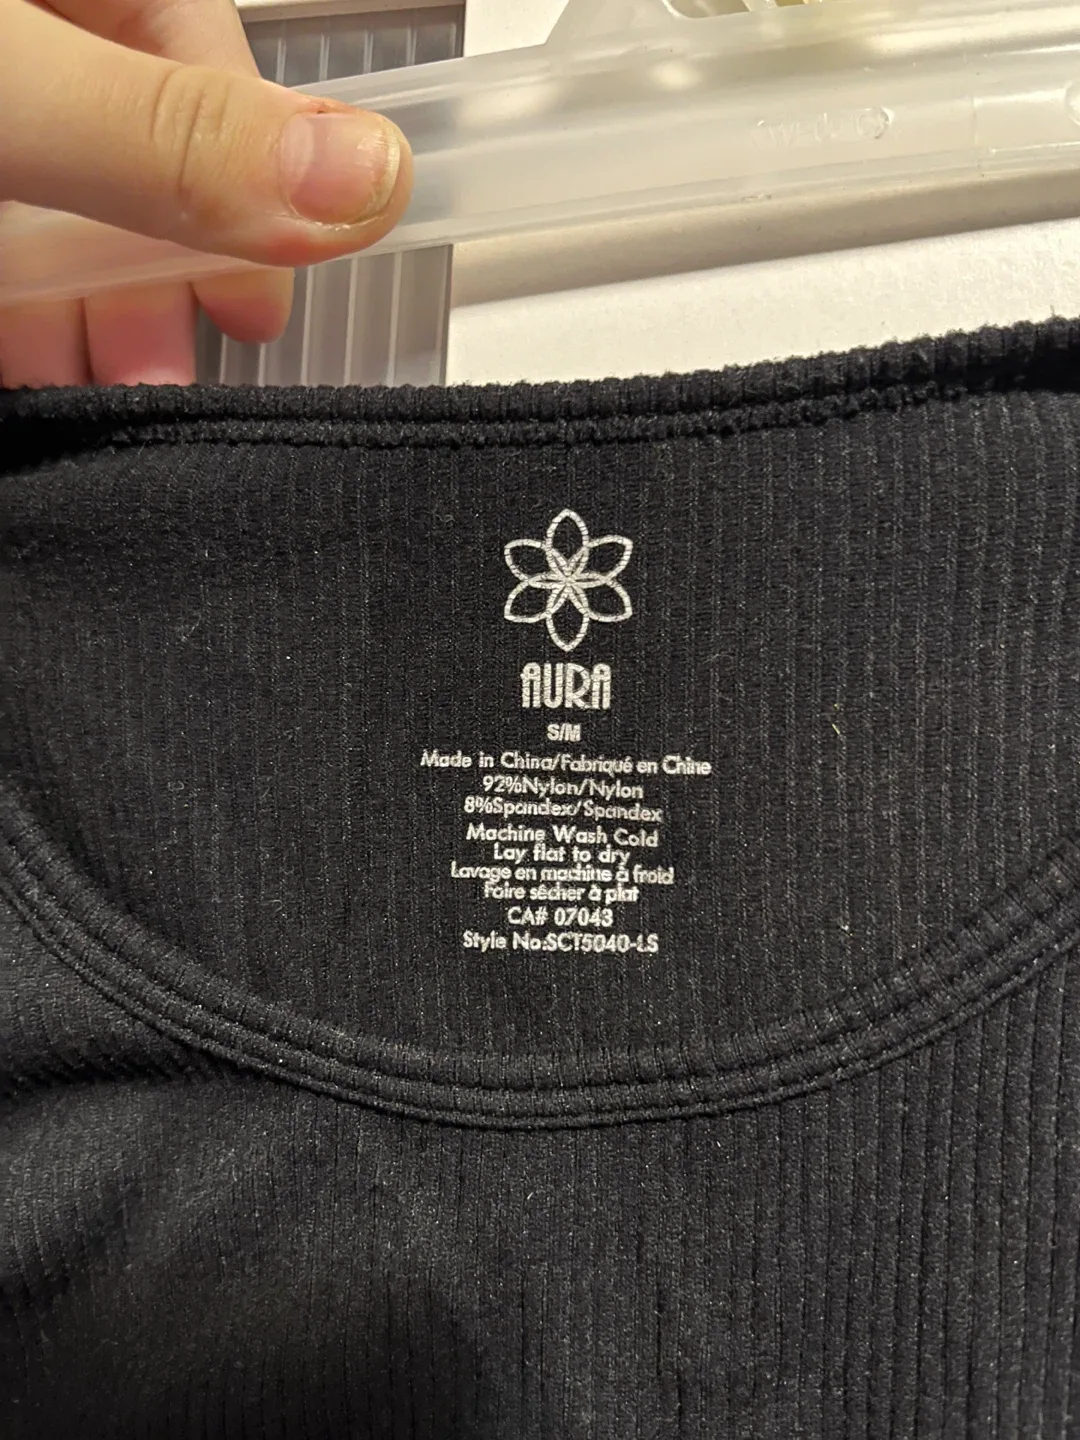 AURA
S/M
Made in China/Fabriqué en Chine
92%Nylon/Nylon
8%Spandex/Spandex
Machine Wash Cold
Lay flat to dry
Lavage en machine à froid
Faire sécher à plat
CA# 07043
Style No:SCT5040-LS